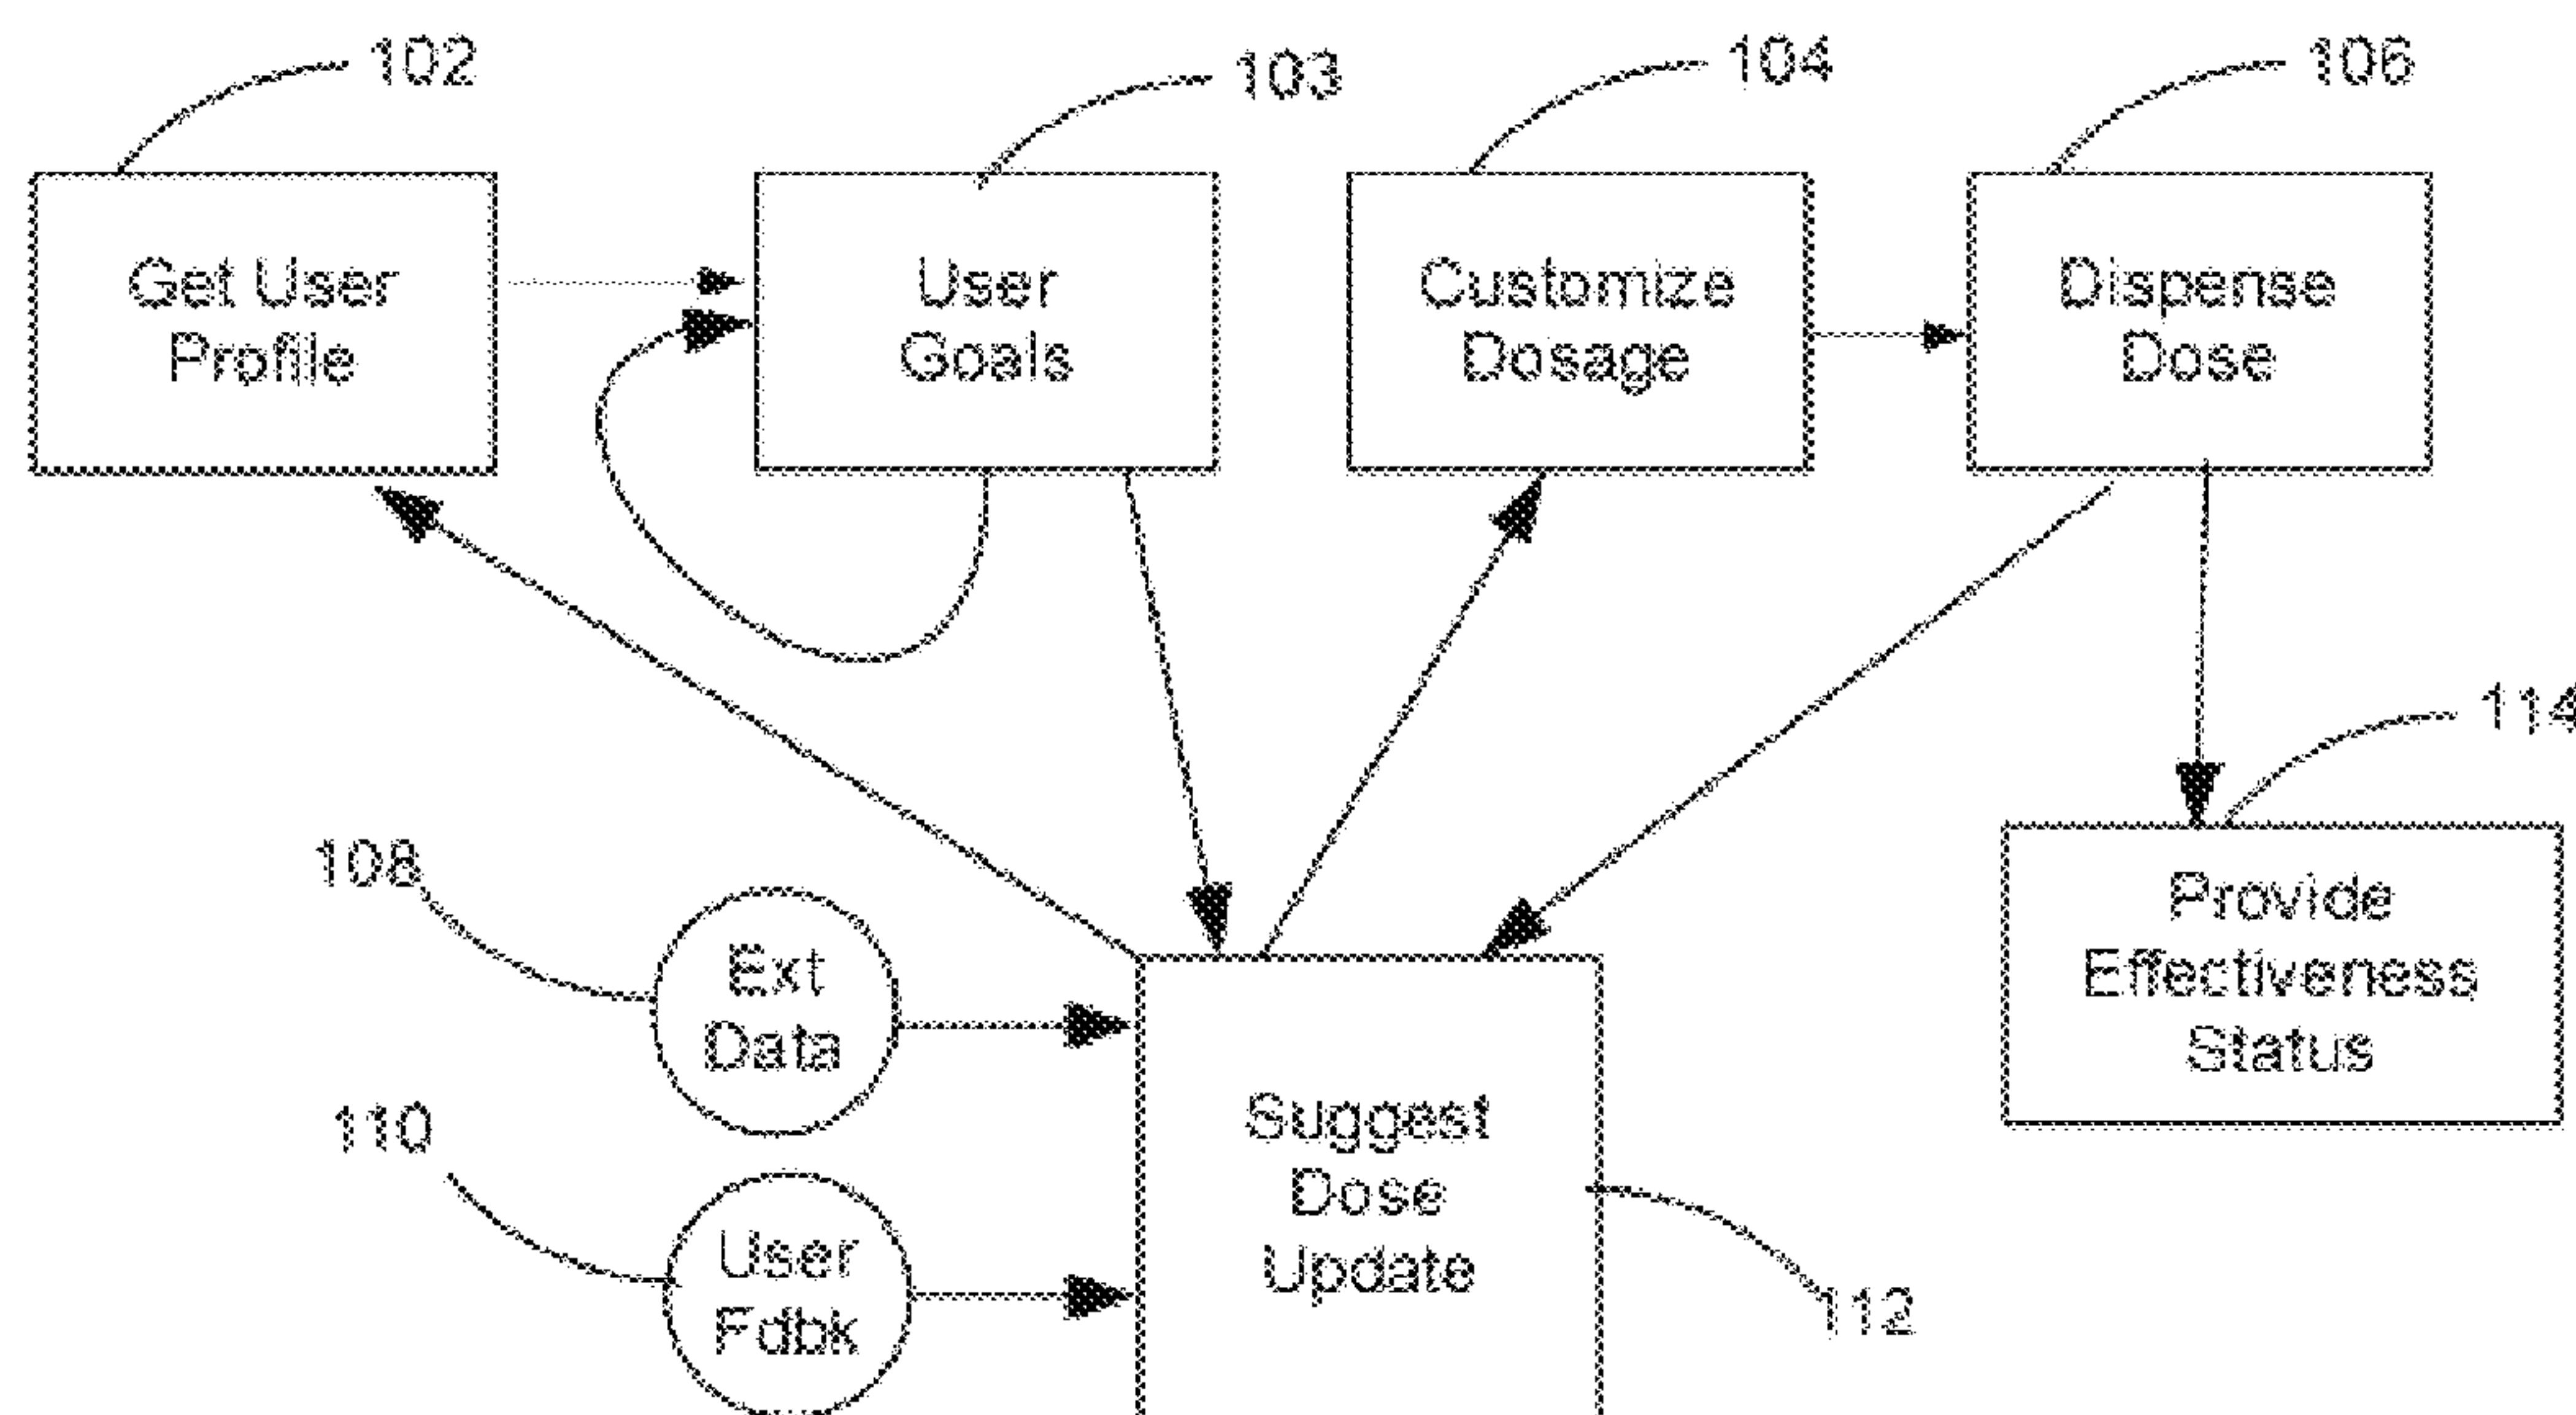 102
103
104
106
Get User
Profile
User
Goals
Customize
Dosage
Dispense
Dose
114
108
Ext
Data
Provide
Effectiveness
Status
110
User
Fdbk
Suggest
Dose
Update
112